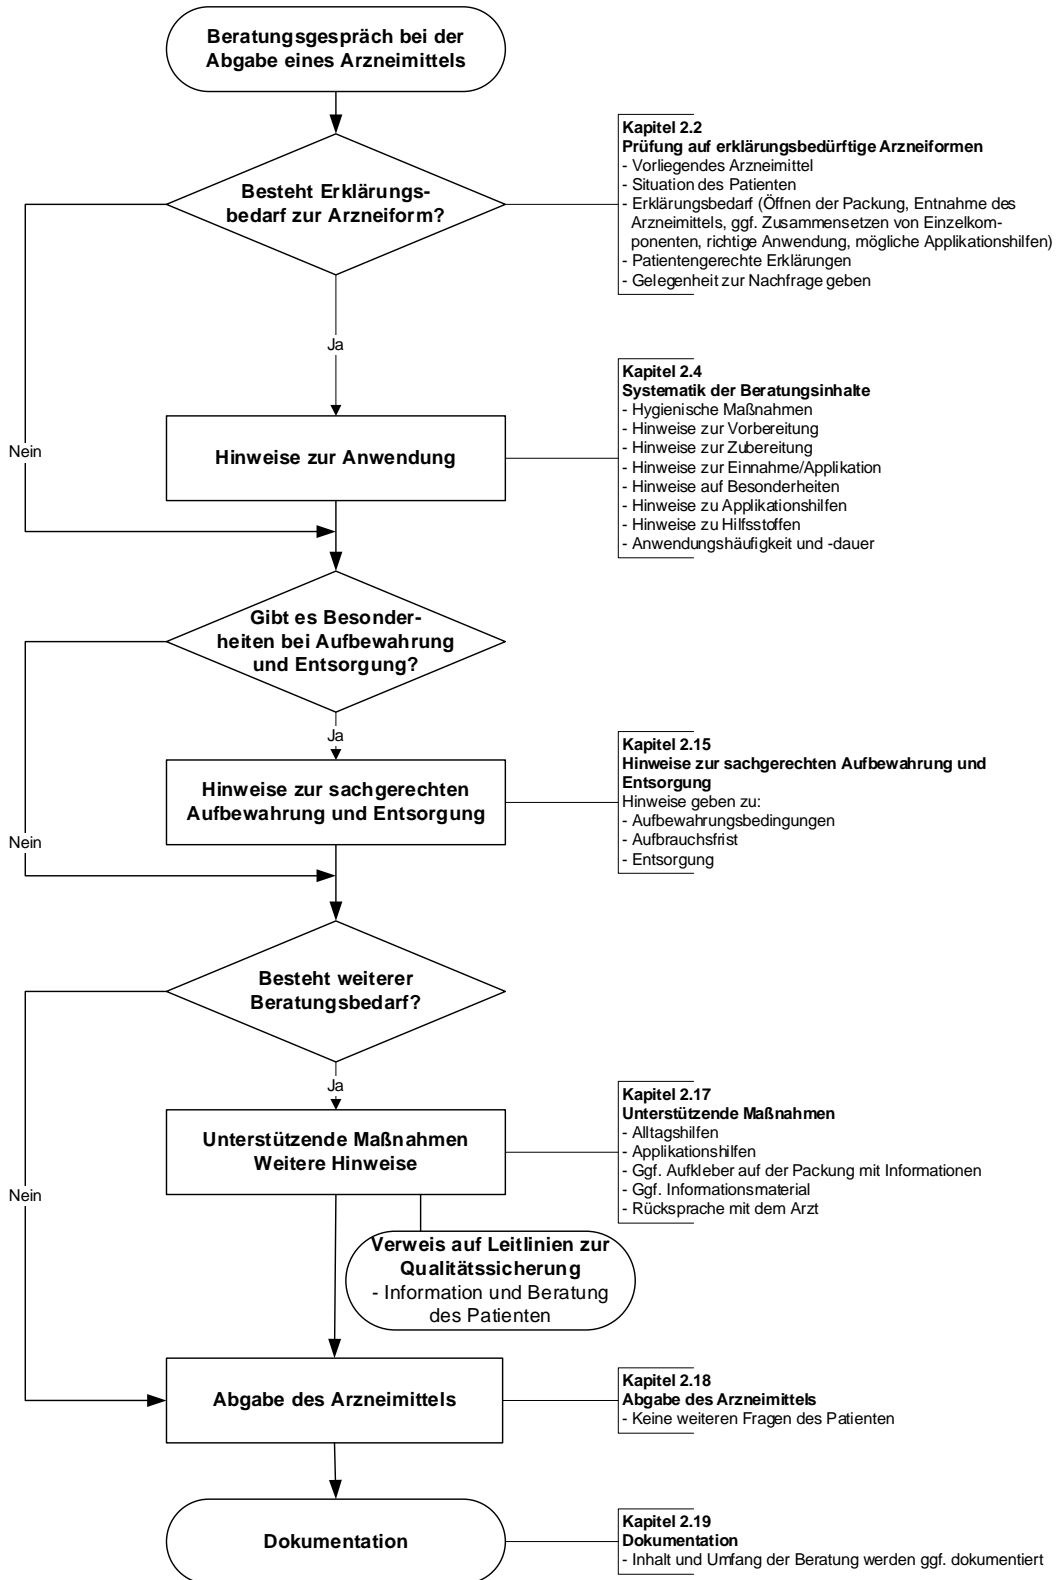 Beratungsgespräch bei der
Abgabe eines Arzneimittels
Besteht Erklärungs-
bedarf zur Arzneiform?
Kapitel 2.2
Prüfung auf erklärungsbedürftige Arzneiformen
- Vorliegendes Arzneimittel
- Situation des Patienten
- Erklärungsbedarf (Öffnen der Packung, Entnahme des
Arzneimittels, ggf. Zusammensetzen von Einzelkom-
ponenten, richtige Anwendung, mögliche Applikationshilfen)
- Patientengerechte Erklärungen
- Gelegenheit zur Nachfrage geben
Ja
Nein
Hinweise zur Anwendung
Kapitel 2.4
Systematik der Beratungsinhalte
- Hygienische Maßnahmen
- Hinweise zur Vorbereitung
- Hinweise zur Zubereitung
- Hinweise zur Einnahme/Applikation
- Hinweise auf Besonderheiten
- Hinweise zu Applikationshilfen
- Hinweise zu Hilfsstoffen
- Anwendungshäufigkeit und -dauer
Gibt es Besonder-
heiten bei Aufbewahrung
und Entsorgung?
Ja
Nein
Hinweise zur sachgerechten
Aufbewahrung und Entsorgung
Kapitel 2.15
Hinweise zur sachgerechten Aufbewahrung und
Entsorgung
Hinweise geben zu:
- Aufbewahrungsbedingungen
- Aufbrauchsfrist
- Entsorgung
Besteht weiterer
Beratungsbedarf?
Ja
Nein
Unterstützende Maßnahmen
Weitere Hinweise
Kapitel 2.17
Unterstützende Maßnahmen
- Alltagshilfen
- Applikationshilfen
- Ggf. Aufkleber auf der Packung mit Informationen
- Ggf. Informationsmaterial
- Rücksprache mit dem Arzt
Verweis auf Leitlinien zur
Qualitätssicherung
- Information und Beratung
des Patienten
Abgabe des Arzneimittels
Kapitel 2.18
Abgabe des Arzneimittels
- Keine weiteren Fragen des Patienten
Dokumentation
Kapitel 2.19
Dokumentation
- Inhalt und Umfang der Beratung werden ggf. dokumentiert